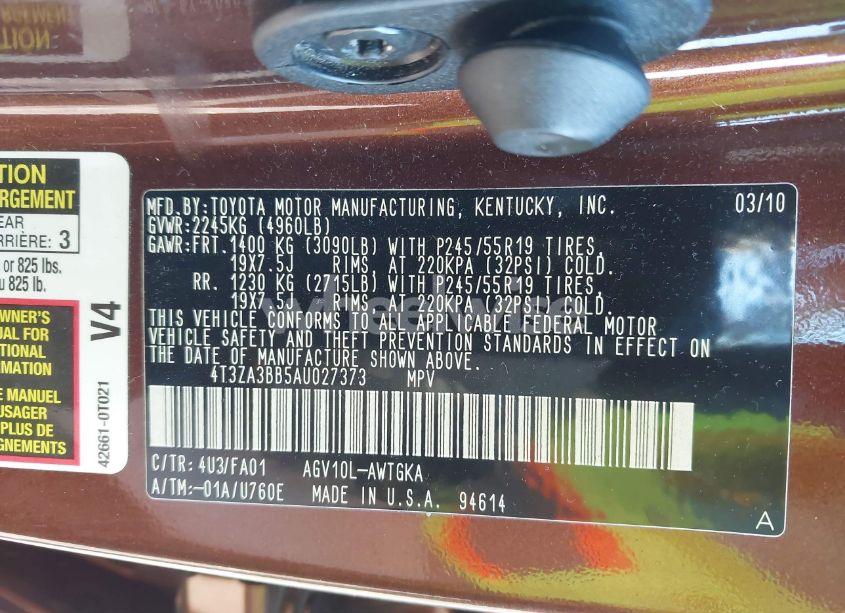 TION
ARGEMENT
EAR
ARRIÈRE: 3
or 825 lbs.
u 825 lb.
OWNER'S
UAL FOR
TIONAL
RMATION
E MANUEL
USAGER
PLUS DE
IGNEMENTS
V4
42661-0T021
MFD.BY:TOYOTA MOTOR MANUFACTURING, KENTUCKY, INC. 03/10
GVWR:2245KG (4960LB)
GAWR:FRT.1400 KG (3090LB) WITH P245/55R19 TIRES,
19X7.5J RIMS, AT 220KPA (32PSI) COLD.
RR. 1230 KG (2715LB) WITH P245/55R19 TIRES,
19X7.5J RIMS, AT 220KPA (32PSI) COLD.
THIS VEHICLE CONFORMS TO ALL APPLICABLE FEDERAL MOTOR
VEHICLE SAFETY AND THEFT PREVENTION STANDARDS IN EFFECT ON
THE DATE OF MANUFACTURE SHOWN ABOVE.
4T3ZA3BB5AU027373 MPV
C/TR: 4U3/FA01 AGV10L-AWTGKA
A/TM:-01A/U760E MADE IN U.S.A. 94614
A